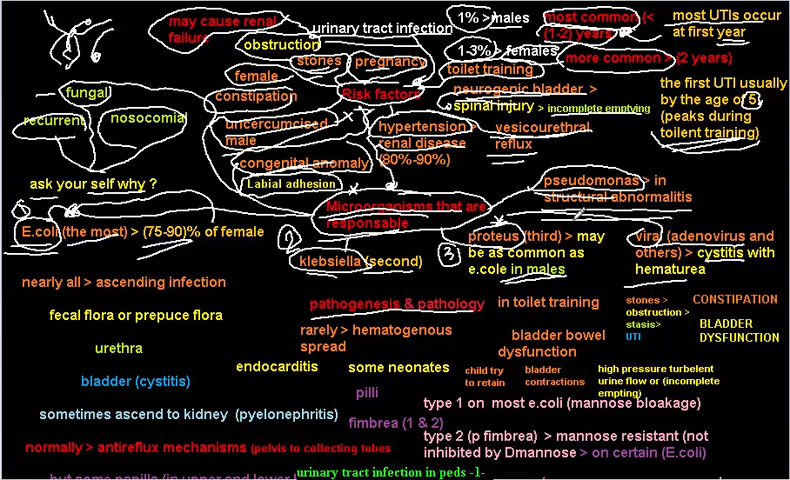 may cause renal
failure
urinary tract infection
1% >males
most common (<
(1-2) years)
most UTIs occur
at first year
obstruction
1-3%> females
more common > (2 years)
stones
pregnancy
toilet training
female
constipation
Risk factors
neurogenic bladder >
spinal injury > incomplete emptying
the first UTI usually
by the age of 5
(peaks during
toilent training)
fungal
recurrent
nosocomial
uncercumcised
male
hypertension >
renal disease
(80%-90%)
vesicourethral
reflux
congenital anomaly
Labial adhesion
ask your self why ?
Microorganisms that are
responsable
pseudomonas > in
structural abnormalitis
1
E.coli (the most) > (75-90)% of female
2
klebsiella (second)
3
proteus (third) > may
be as common as
e.cole in males
viral (adenovirus and
others) > cystitis with
hematurea
nearly all > ascending infection
fecal flora or prepuce flora
urethra
bladder (cystitis)
sometimes ascend to kidney (pyelonephritis)
normally > antireflux mechanisms (pelvis to collecting tubes
but some papilla (in upper and lower
pathogenesis & pathology
rarely > hematogenous
spread
endocarditis
some neonates
pilli
fimbrea (1 & 2)
in toilet training
bladder bowel
dysfunction
stones >
obstruction >
stasis>
UTI
CONSTIPATION
BLADDER
DYSFUNCTION
child try
to retain
bladder
contractions
high pressure turbelent
urine flow or (incomplete
empting)
type 1 on most e.coli (mannose bloakage)
type 2 (p fimbrea) > mannose resistant (not
inhibited by Dmannose > on certain (E.coli)
urinary tract infection in peds -1-